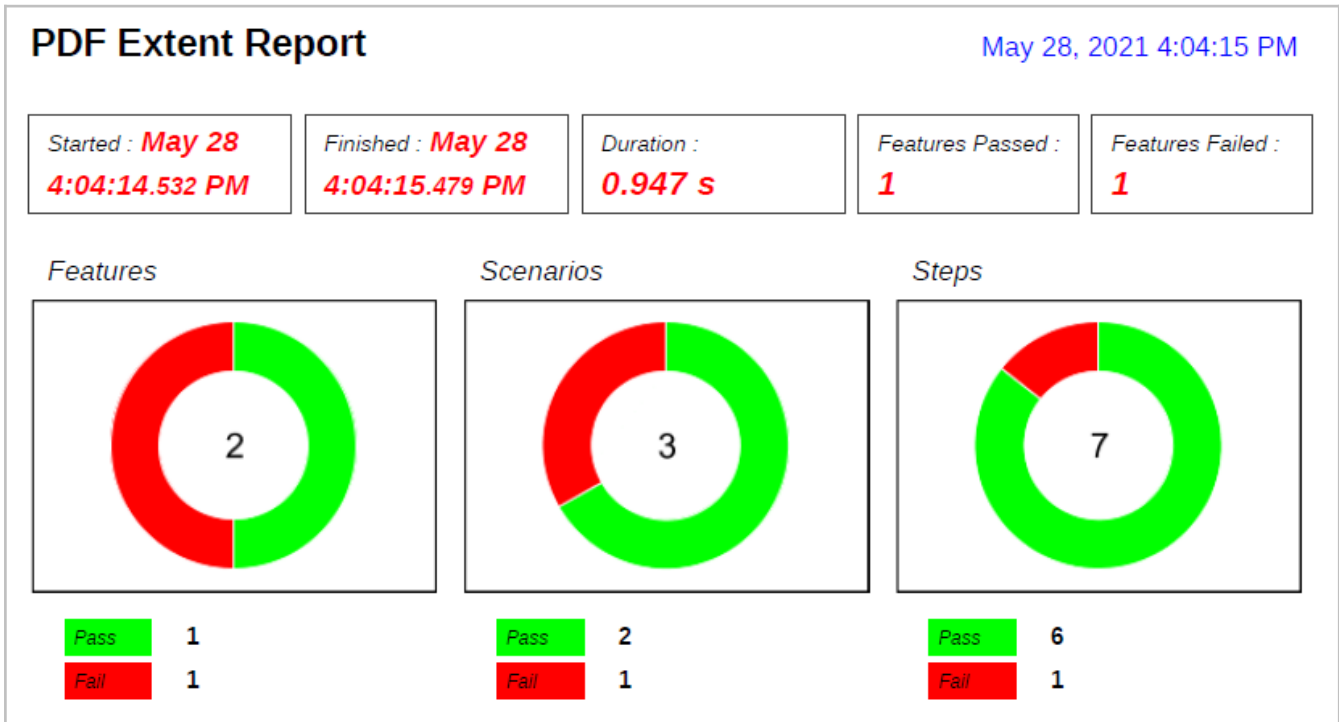 PDF Extent Report
May 28, 2021 4:04:15 PM
Started : May 28
4:04:14.532 PM
Finished : May 28
4:04:15.479 PM
Duration :
0.947 s
Features Passed :
1
Features Failed :
1
Features
Scenarios
Steps
2
3
7
Pass 1
Fail 1
Pass 2
Fail 1
Pass 6
Fail 1